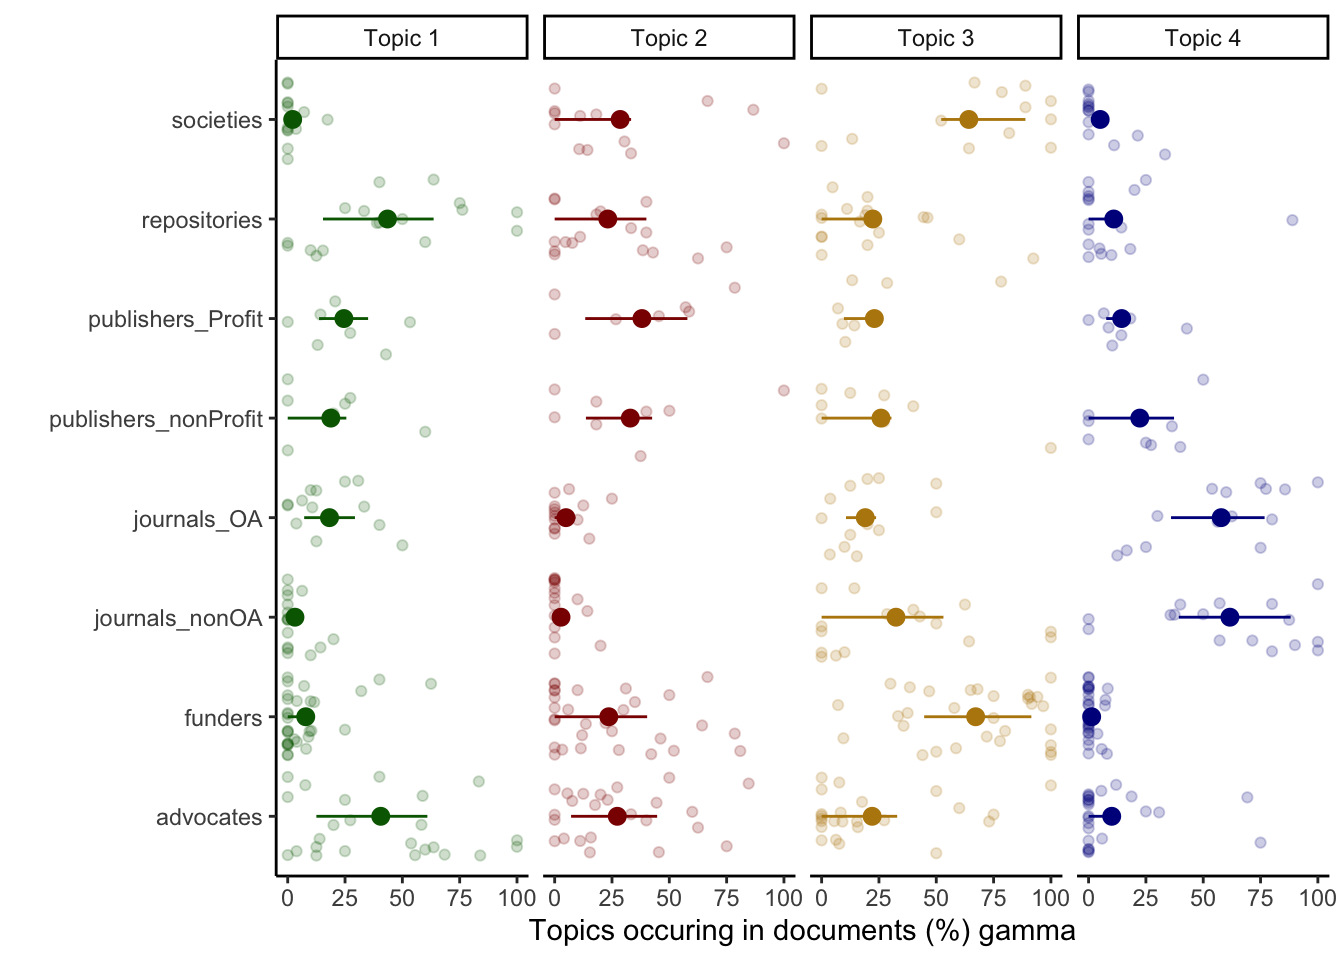 Topic 1 Topic 2 Topic 3 Topic 4
societies
repositories
publishers_Profit
publishers_nonProfit
journals_OA
journals_nonOA
funders
advocates
0 25 50 75 100 0 25 50 75 100 0 25 50 75 100 0 25 50 75 100
Topics occuring in documents (%) gamma